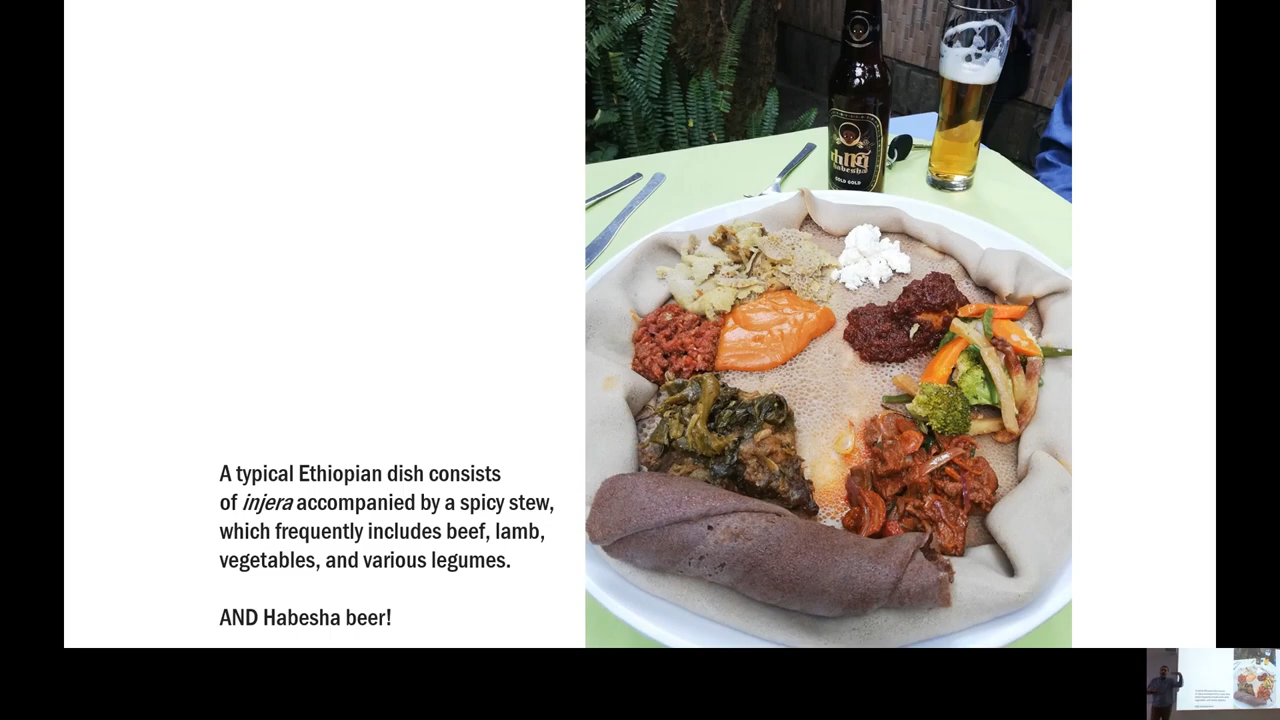 A typical Ethiopian dish consists
of injera accompanied by a spicy stew,
which frequently includes beef, lamb,
vegetables, and various legumes.
AND Habesha beer!
ሐበሻ
habesha
COLD GOLD